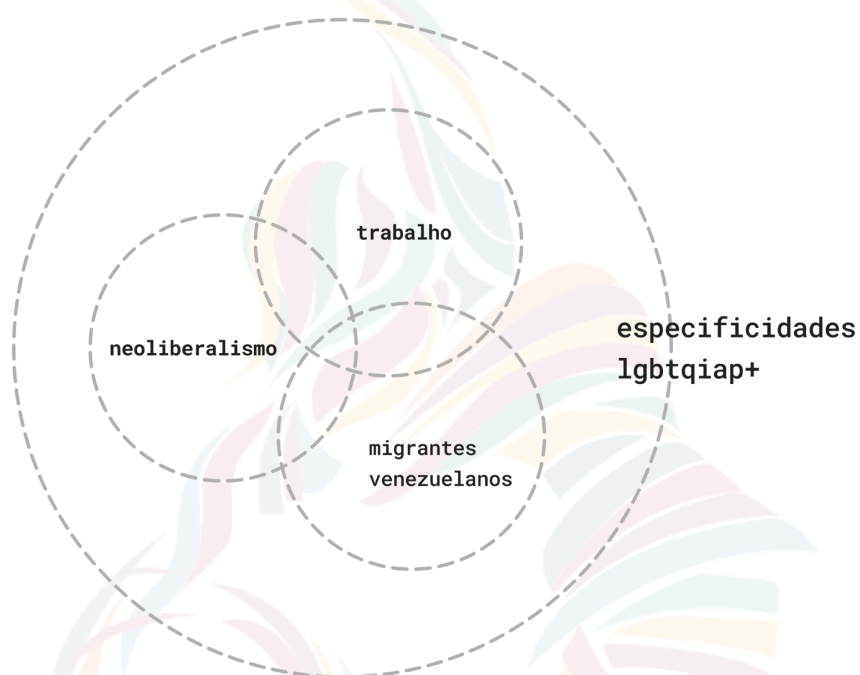 trabalho
neoliberalismo
especificidades
lgbtqiap+
migrantes
venezuelanos